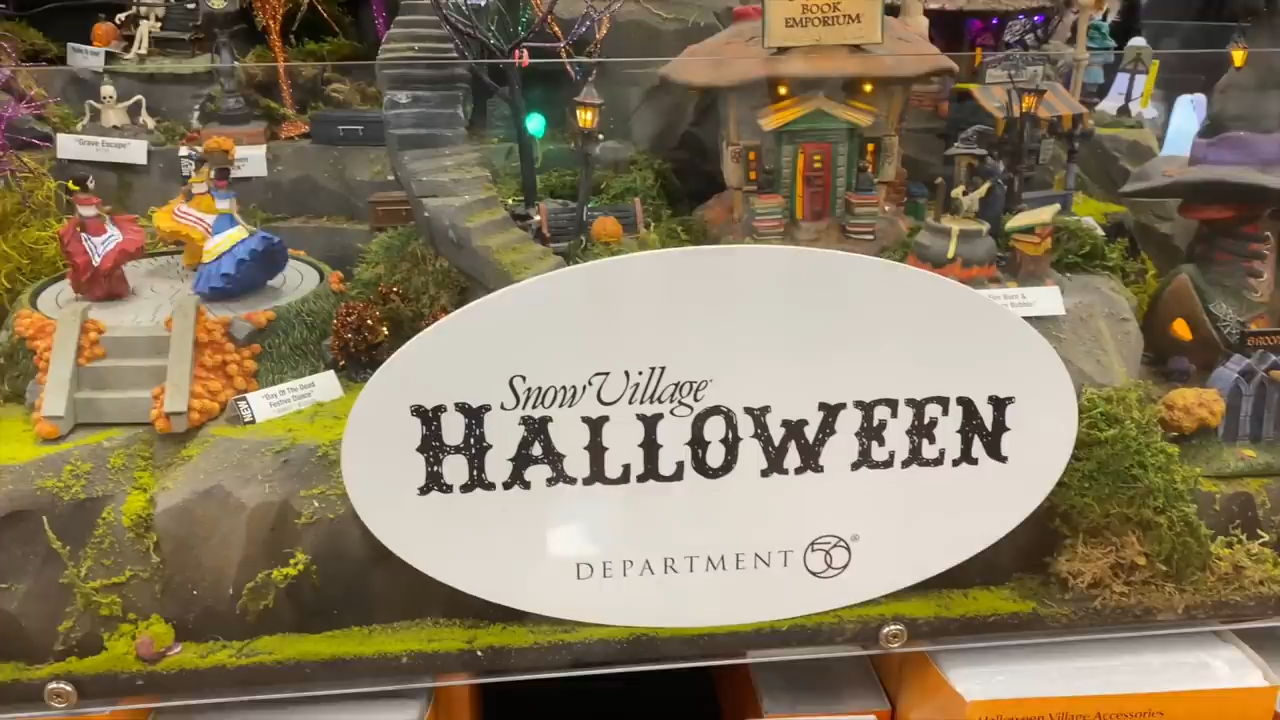 BOOK
EMPORIUM
"Grave Escape"
"Day Of The Dead
Festive Dance"
NEW
Snow Village
HALLOWEEN
DEPARTMENT 56®
Halloween Village Accessories